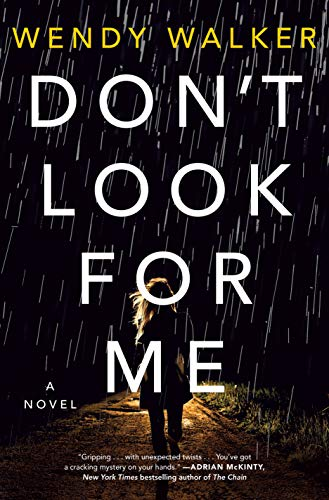 WENDY WALKER
DON'T
LOOK
FOR
ME
A
NOVEL
"Gripping . . . with unexpected twists . . . You've got
a cracking mystery on your hands." —ADRIAN McKINTY,
New York Times bestselling author of The Chain